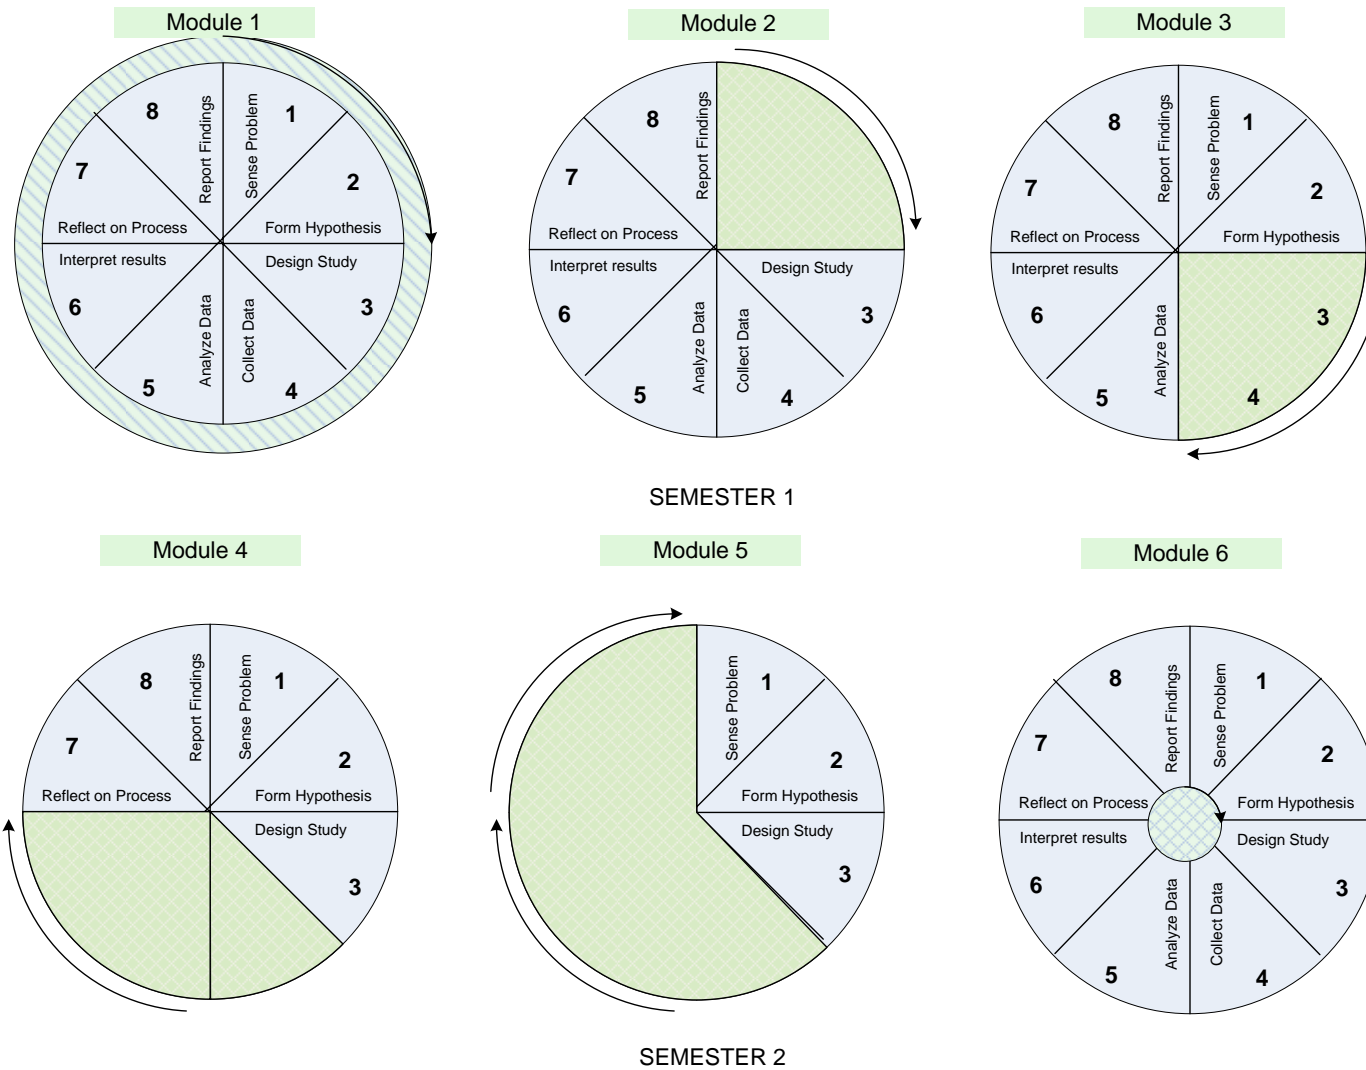 Module 1
8
Report Findings
Sense Problem
1
7
2
Reflect on Process
Form Hypothesis
Interpret results
Design Study
6
3
5
Analyze Data
Collect Data
4
Module 2
8
Report Findings
7
Reflect on Process
Interpret results
Design Study
6
3
5
Analyze Data
Collect Data
4
Module 3
8
Report Findings
Sense Problem
1
7
2
Reflect on Process
Form Hypothesis
Interpret results
6
3
5
Analyze Data
4
SEMESTER 1
Module 4
8
Report Findings
Sense Problem
1
7
2
Reflect on Process
Form Hypothesis
Design Study
3
Module 5
Sense Problem
1
2
Form Hypothesis
Design Study
3
Module 6
8
Report Findings
Sense Problem
1
7
2
Reflect on Process
Form Hypothesis
Interpret results
Design Study
6
3
5
Analyze Data
Collect Data
4
SEMESTER 2